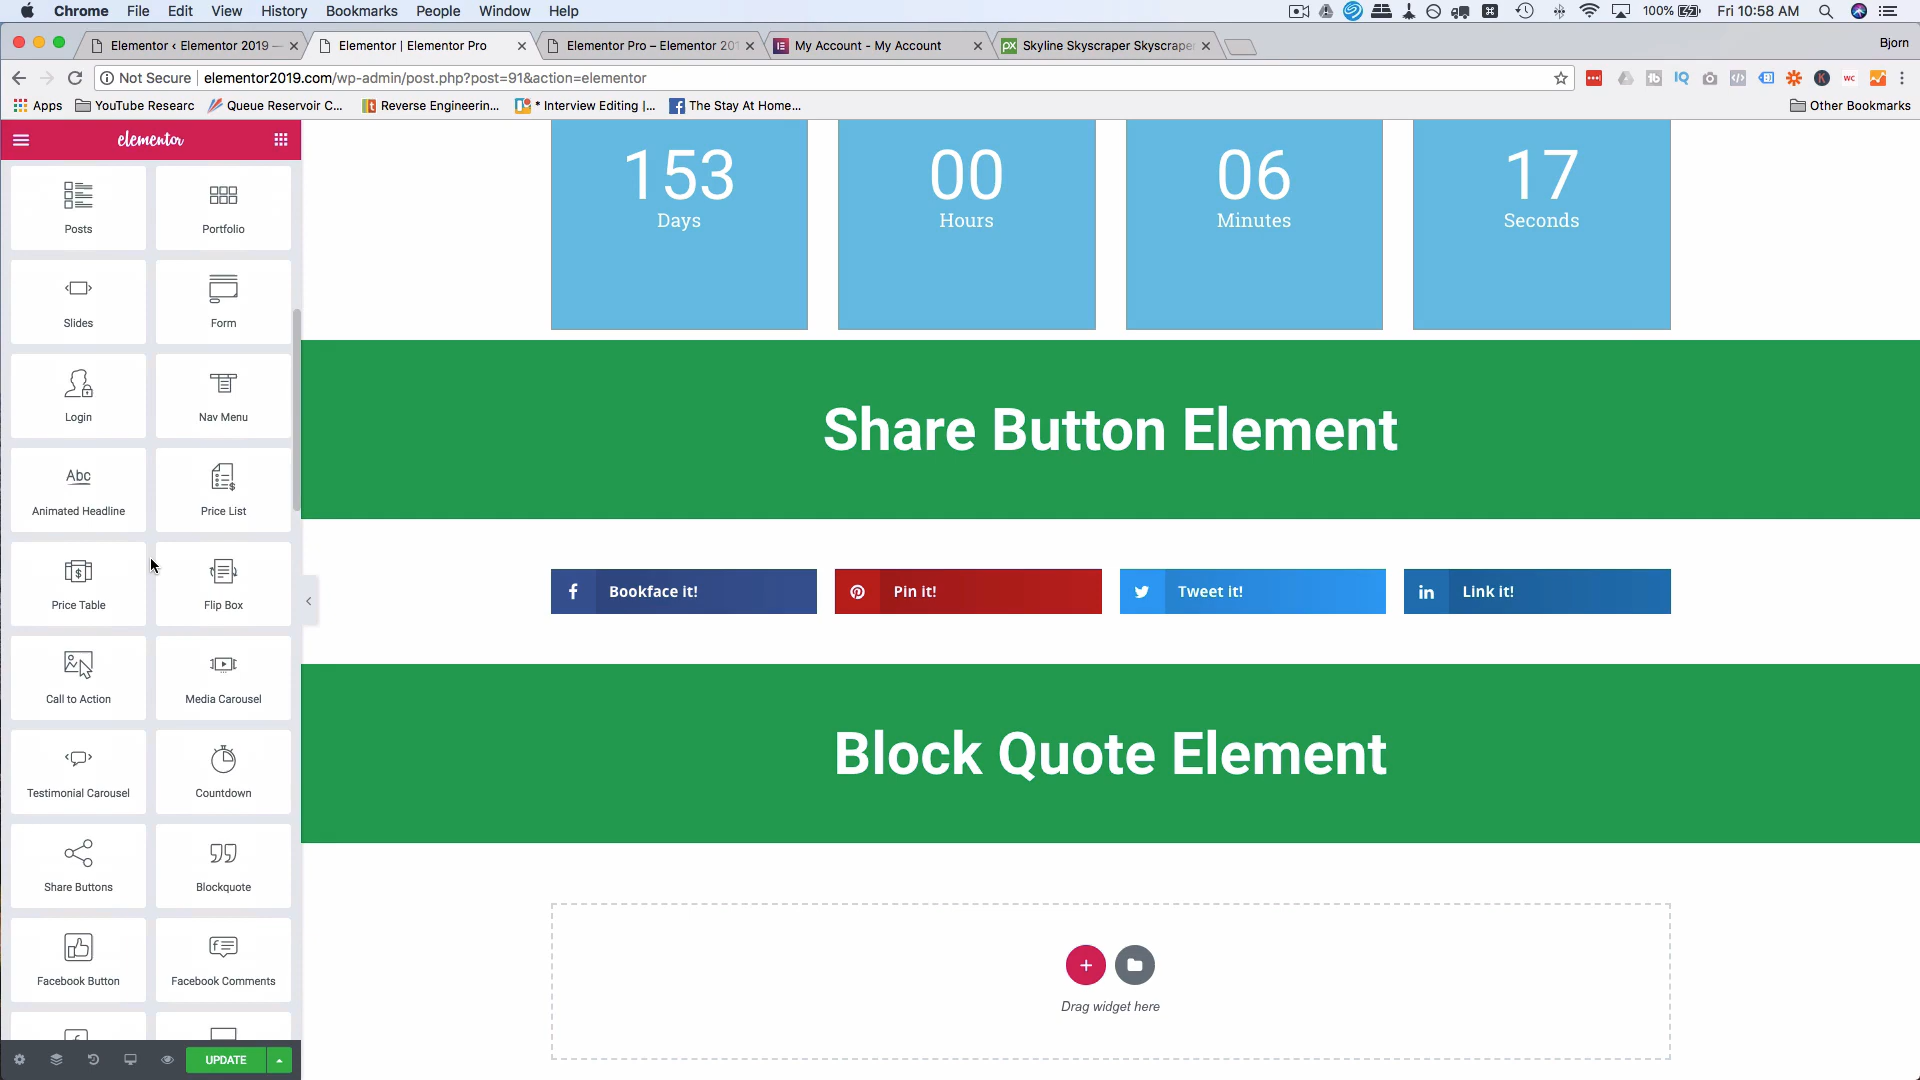 Chrome File Edit View History Bookmarks People Window Help 100% Fri 10:58 AM
Elementor ‹ Elementor 2019 — Elementor | Elementor Pro Elementor Pro – Elementor 201 My Account - My Account Skyline Skyscraper Skyscraper Bjorn
Not Secure | elementor2019.com/wp-admin/post.php?post=91&action=elementor
Apps YouTube Researc Queue Reservoir C... Reverse Engineerin... * Interview Editing |... The Stay At Home... Other Bookmarks
elementor
Posts Portfolio
Slides Form
Login Nav Menu
Abc
Animated Headline Price List
Price Table Flip Box
Call to Action Media Carousel
Testimonial Carousel Countdown
Share Buttons Blockquote
Facebook Button Facebook Comments
UPDATE
153 00 06 17
Days Hours Minutes Seconds
Share Button Element
Bookface it! Pin it! Tweet it! Link it!
Block Quote Element
Drag widget here